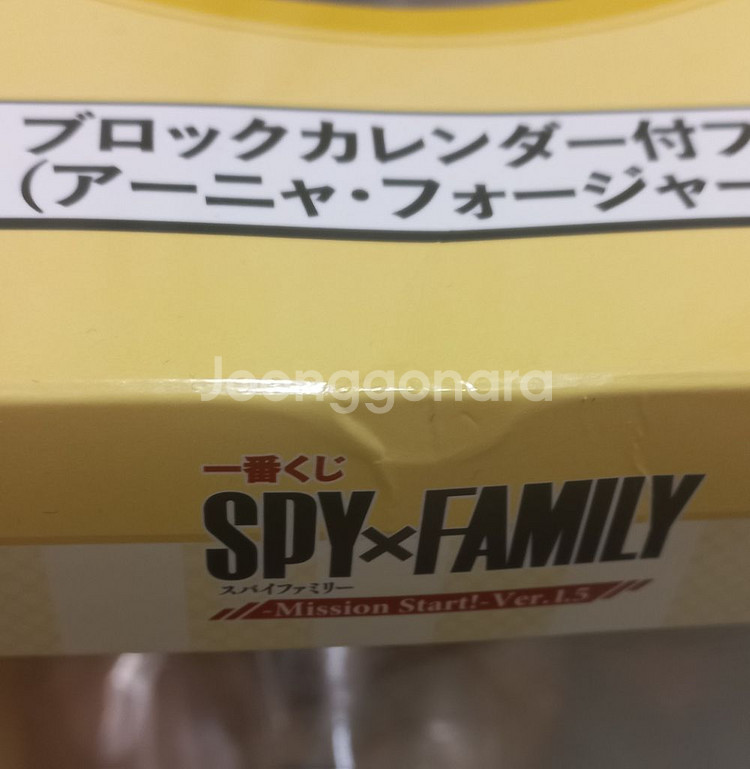 ブロックカレンダー付フ
(アーニャ・フォージャー
Joonggonara
一番くじ
SPY×FAMILY
スパイファミリー
-Mission Start!-Ver.1.5